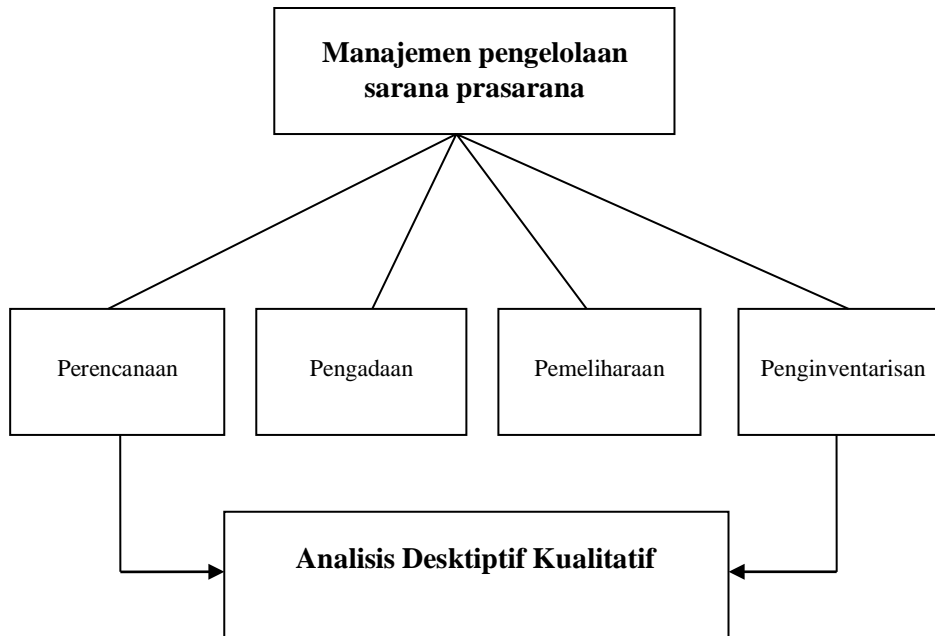 Manajemen pengelolaan
sarana prasarana
Perencanaan
Pengadaan
Pemeliharaan
Penginventarisan
Analisis Desktiptif Kualitatif